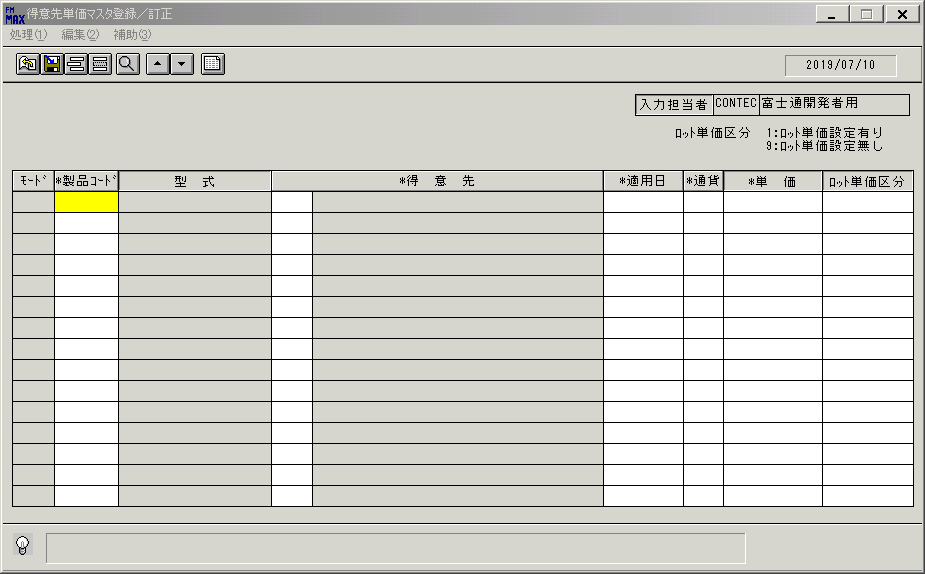 FM MAX 得意先単価マスタ登録／訂正
処理(1) 編集(2) 補助(3)
2019/07/10
入力担当者 CONTEC 富士通開発者用
ﾛｯﾄ単価区分 1:ﾛｯﾄ単価設定有り
9:ﾛｯﾄ単価設定無し
ﾓｰﾄﾞ *製品ｺｰﾄﾞ 型 式 *得 意 先 *適用日 *通貨 *単 価 ﾛｯﾄ単価区分